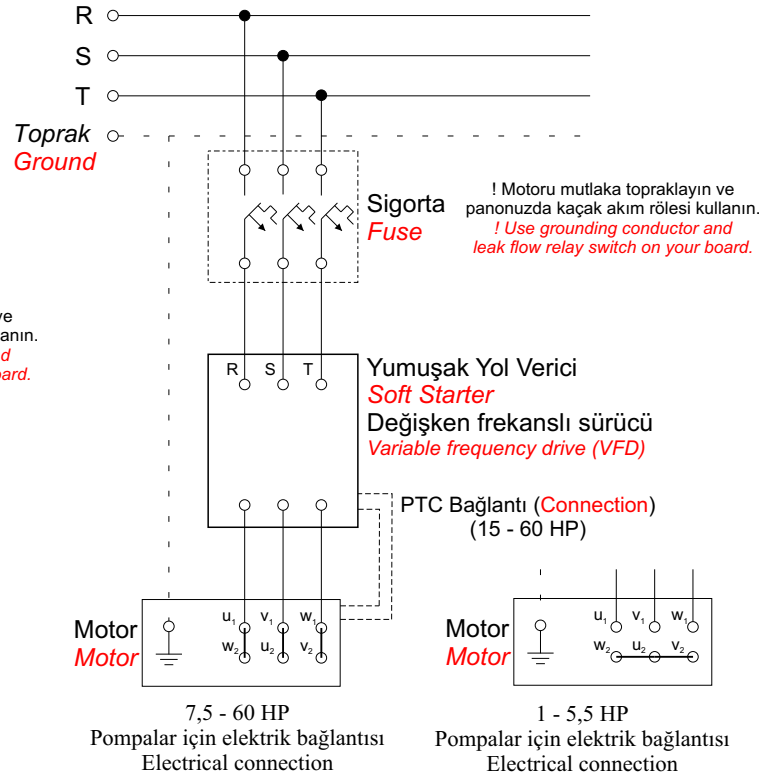 R
S
T
Toprak
Ground
Sigorta
Fuse
! Motoru mutlaka topraklayın ve
panonuzda kaçak akım rölesi kullanın.
! Use grounding conductor and
leak flow relay switch on your board.
R S T
Yumuşak Yol Verici
Soft Starter
Değişken frekanslı sürücü
Variable frequency drive (VFD)
PTC Bağlantı (Connection)
(15 - 60 HP)
Motor
Motor
u₁ v₁ w₁
w₂ u₂ v₂
7,5 - 60 HP
Pompalar için elektrik bağlantısı
Electrical connection
Motor
Motor
u₁ v₁ w₁
w₂ u₂ v₂
1 - 5,5 HP
Pompalar için elektrik bağlantısı
Electrical connection